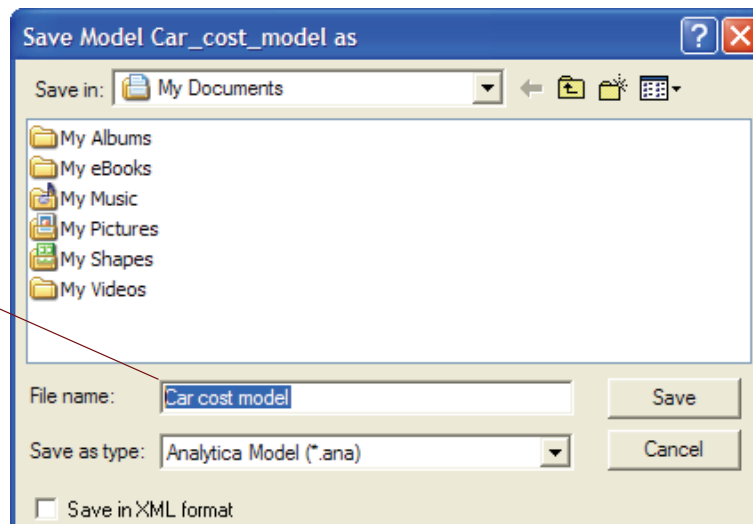 Save Model Car_cost_model as
Save in: My Documents
My Albums
My eBooks
My Music
My Pictures
My Shapes
My Videos
File name: Car cost model Save
Save as type: Analytica Model (*.ana) Cancel
Save in XML format